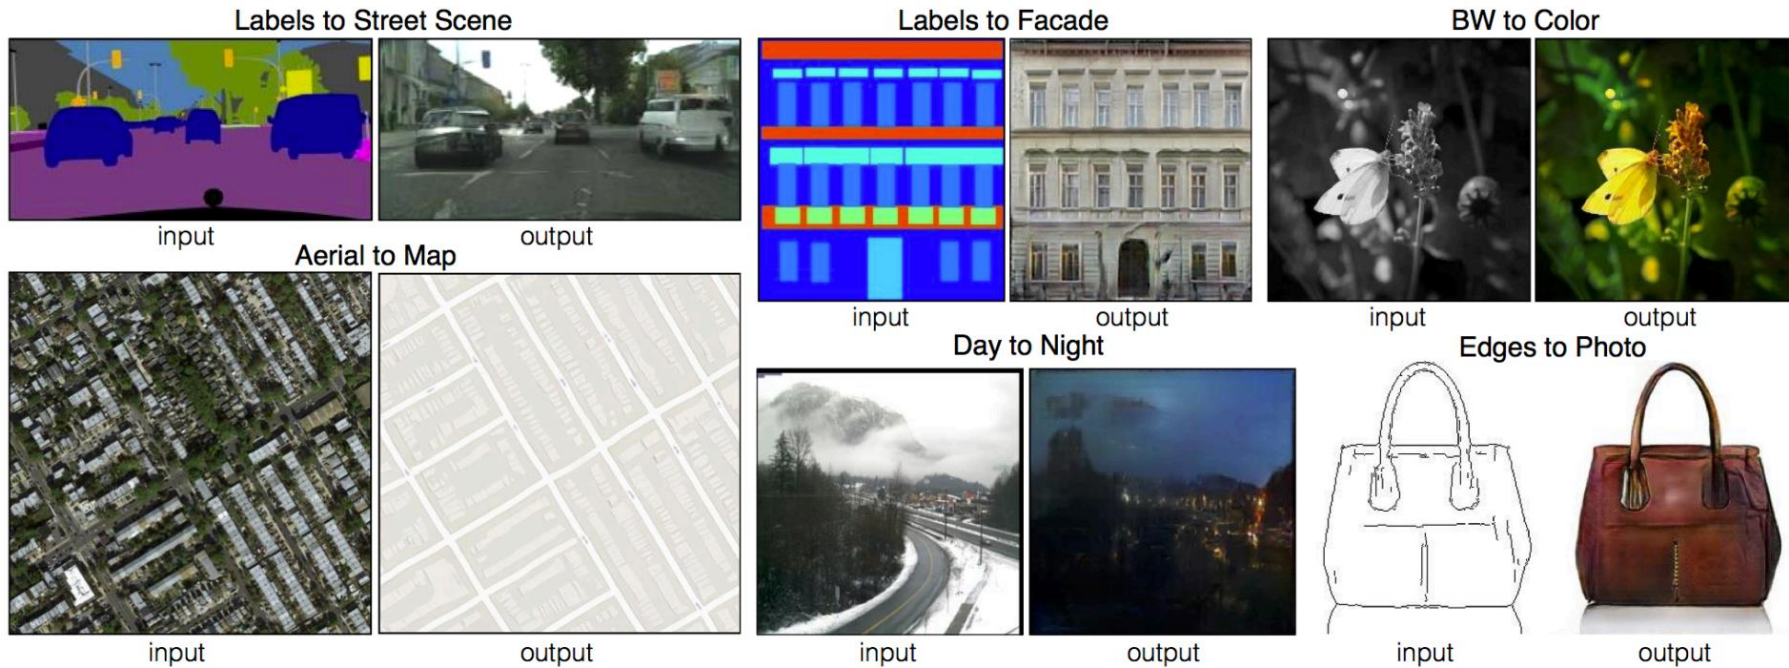 Labels to Street Scene
input
output
Aerial to Map
input
output
Labels to Facade
input
output
BW to Color
input
output
Day to Night
input
output
Edges to Photo
input
output